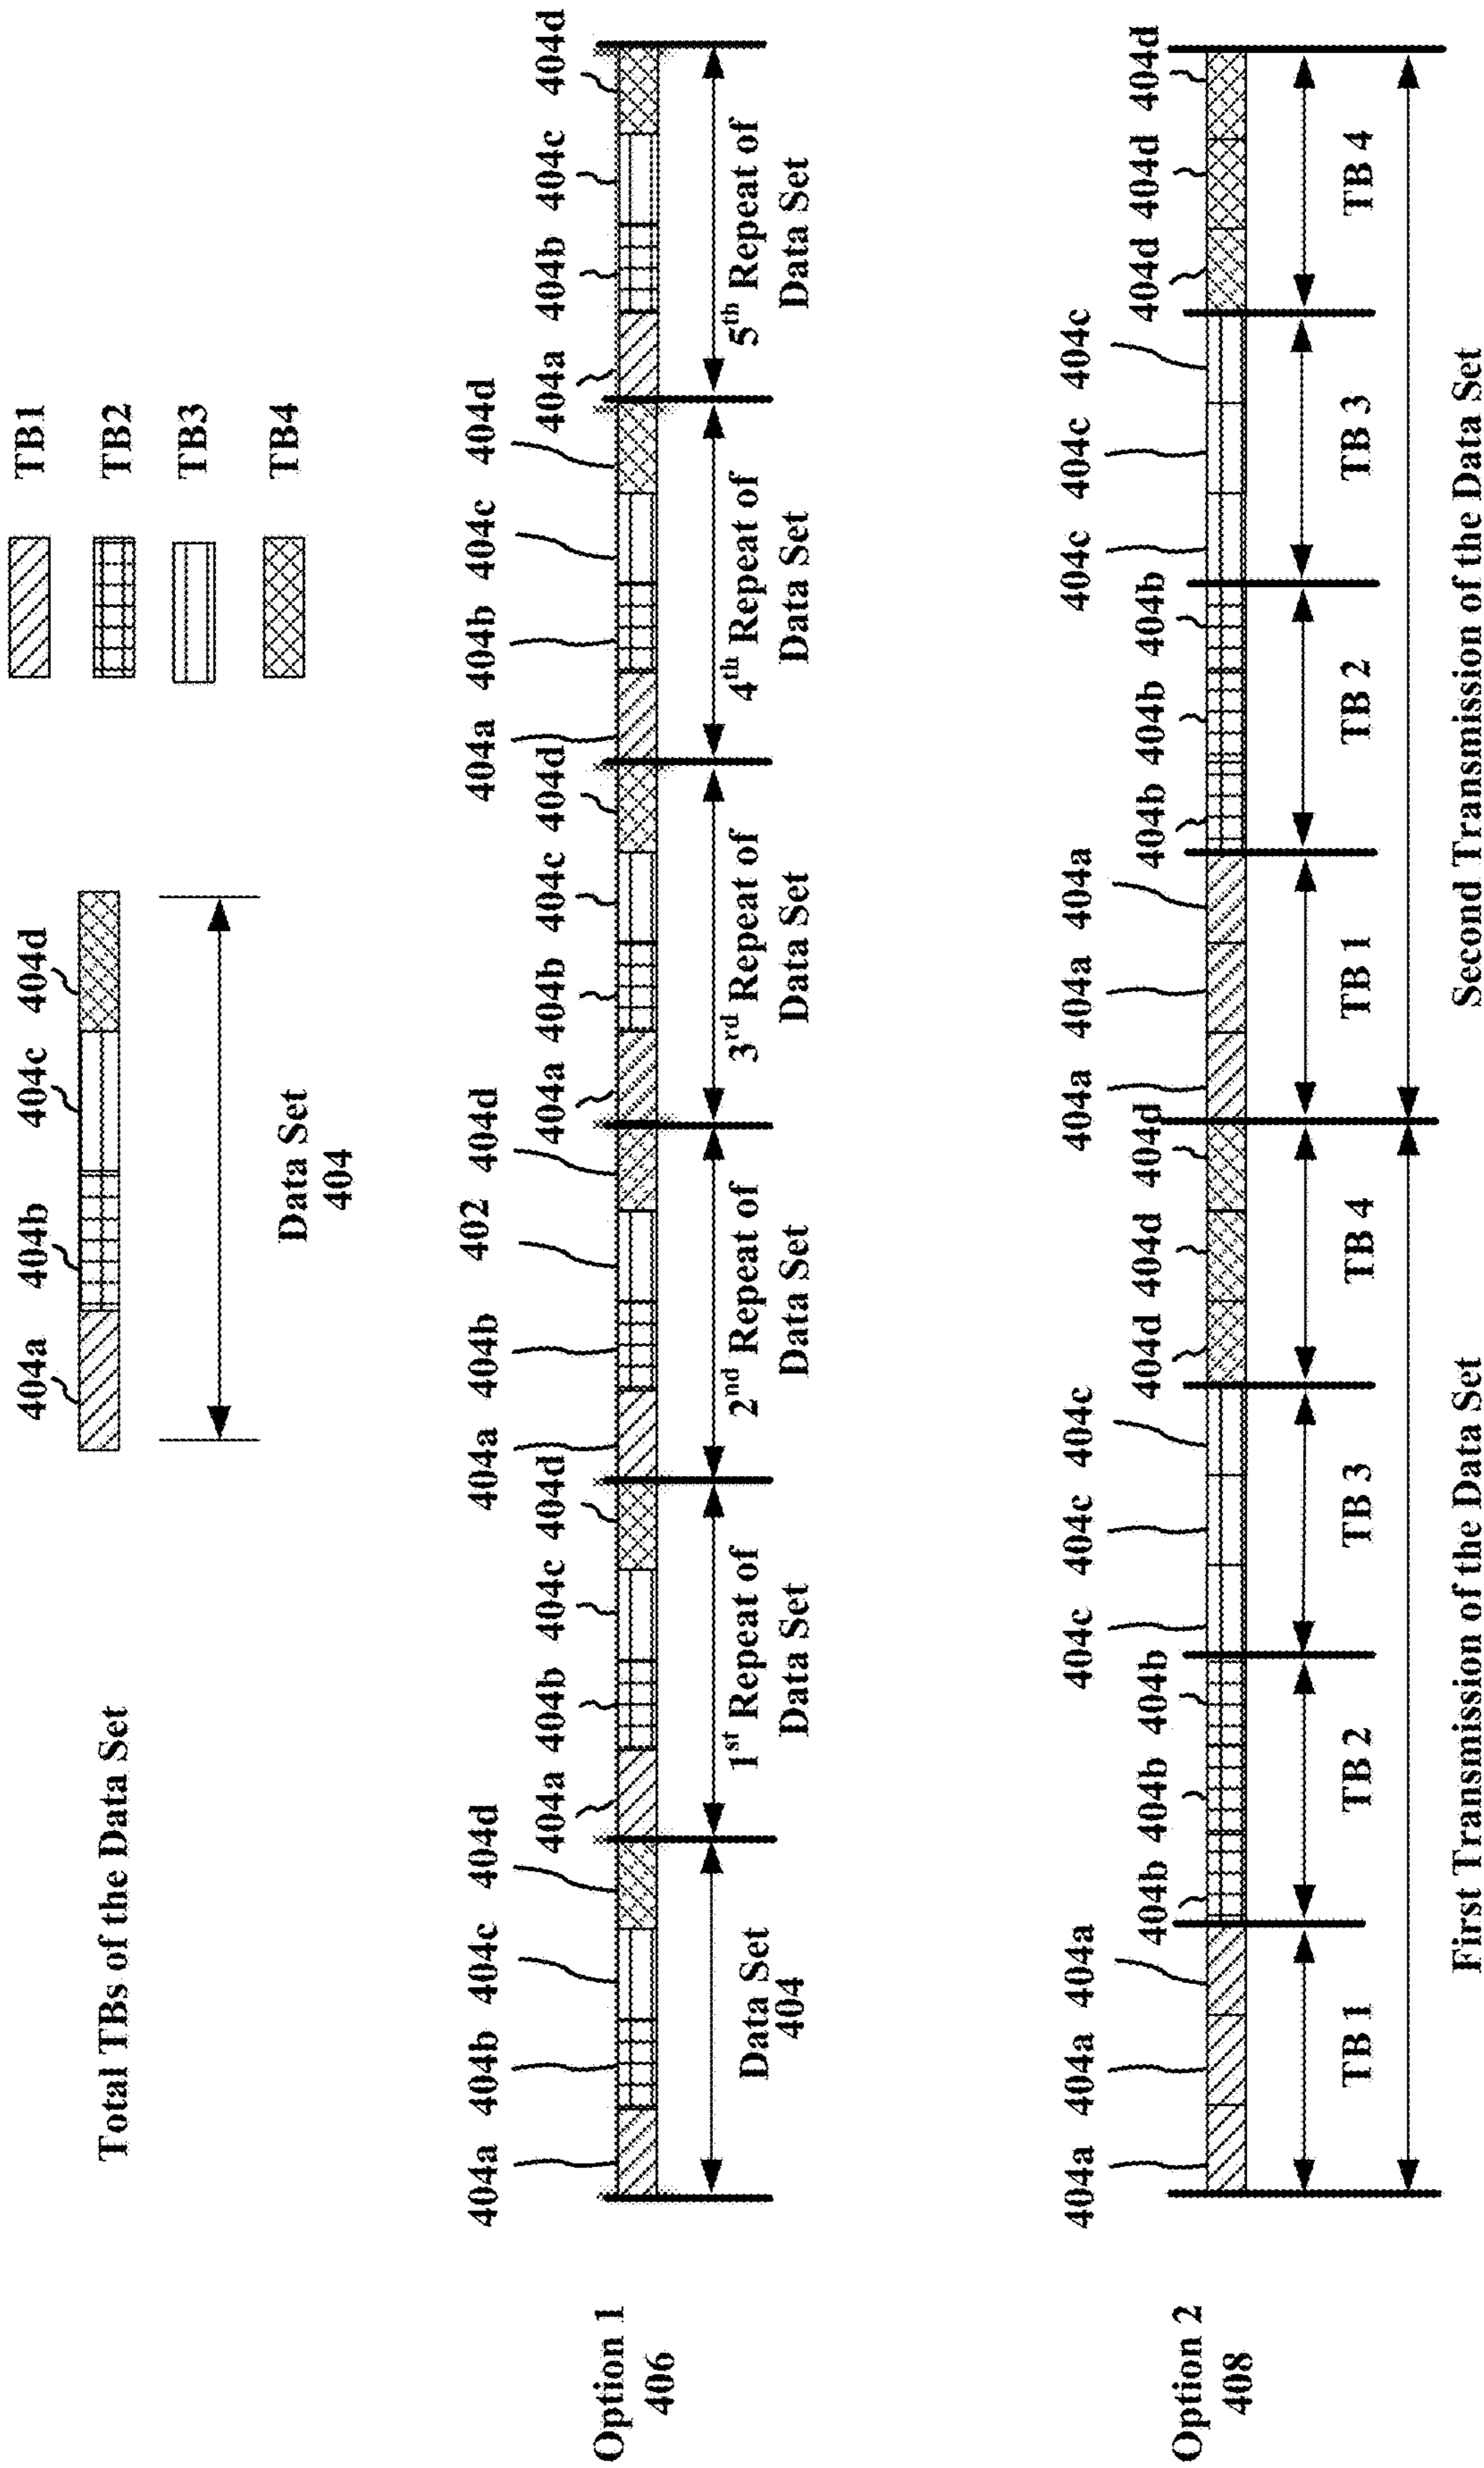 TB1
TB2
TB3
TB4
Total TBs of the Data Set
404a 404b 404c 404d
Data Set
404
Option 1
406
404a 404b 404c 404d 404a 404b 404c 404d 404a 404b 402 404d 404a 404b 404c 404d 404a 404b 404c 404d 404a 404b 404c 404d
Data Set
404
1st Repeat of
Data Set
2nd Repeat of
Data Set
3rd Repeat of
Data Set
4th Repeat of
Data Set
5th Repeat of
Data Set
Option 2
408
404a 404a 404a 404b 404b 404b 404c 404c 404c 404d 404d 404d 404a 404a 404a 404b 404b 404b 404c 404c 404c 404d 404d 404d
TB 1 TB 2 TB 3 TB 4 TB 1 TB 2 TB 3 TB 4
First Transmission of the Data Set Second Transmission of the Data Set